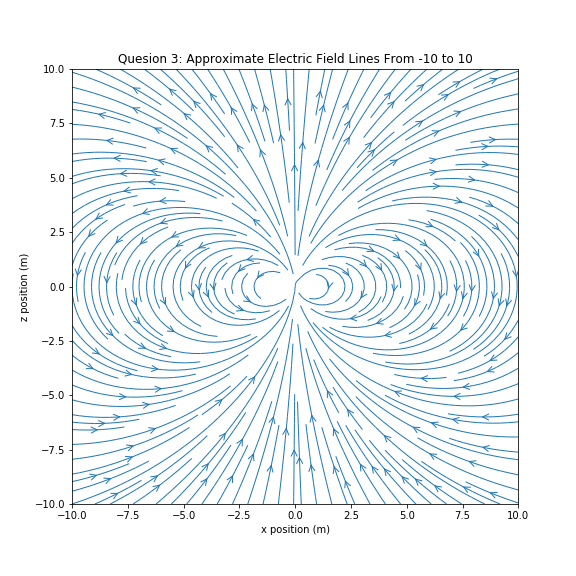 Quesion 3: Approximate Electric Field Lines From -10 to 10
10.0
7.5
5.0
2.5
0.0
−2.5
−5.0
−7.5
−10.0
z position (m)
−10.0 −7.5 −5.0 −2.5 0.0 2.5 5.0 7.5 10.0
x position (m)